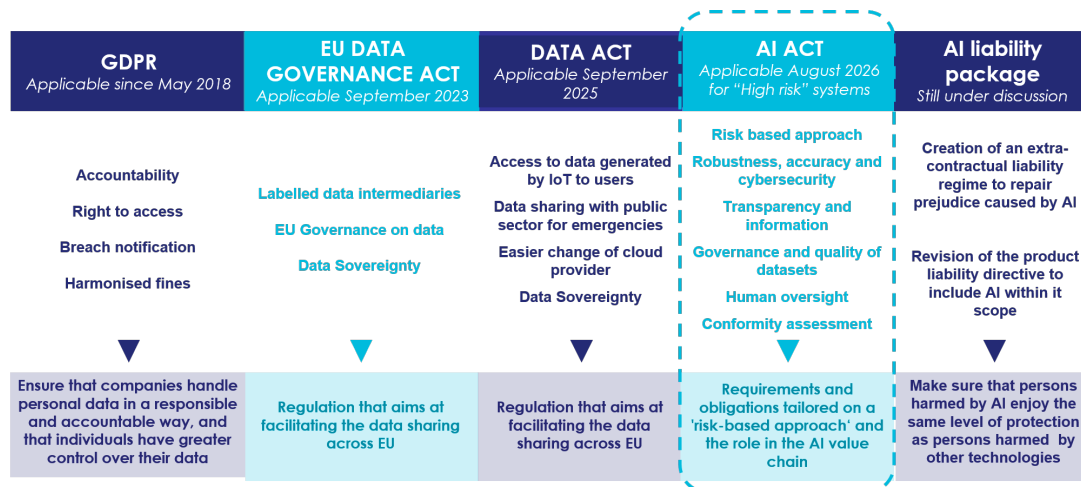 GDPR
Applicable since May 2018
EU DATA
GOVERNANCE ACT
Applicable September 2023
DATA ACT
Applicable September
2025
AI ACT
Applicable August 2026
for “High risk” systems
AI liability
package
Still under discussion
Accountability
Right to access
Breach notification
Harmonised fines
Labelled data intermediaries
EU Governance on data
Data Sovereignty
Access to data generated
by IoT to users
Data sharing with public
sector for emergencies
Easier change of cloud
provider
Data Sovereignty
Risk based approach
Robustness, accuracy and
cybersecurity
Transparency and
information
Governance and quality of
datasets
Human oversight
Conformity assessment
Creation of an extra-
contractual liability
regime to repair
prejudice caused by AI
Revision of the product
liability directive to
include AI within it
scope
Ensure that companies handle
personal data in a responsible
and accountable way, and
that individuals have greater
control over their data
Regulation that aims at
facilitating the data sharing
across EU
Regulation that aims at
facilitating the data
sharing across EU
Requirements and
obligations tailored on a
'risk-based approach‘ and
the role in the AI value
chain
Make sure that persons
harmed by AI enjoy the
same level of protection
as persons harmed by
other technologies